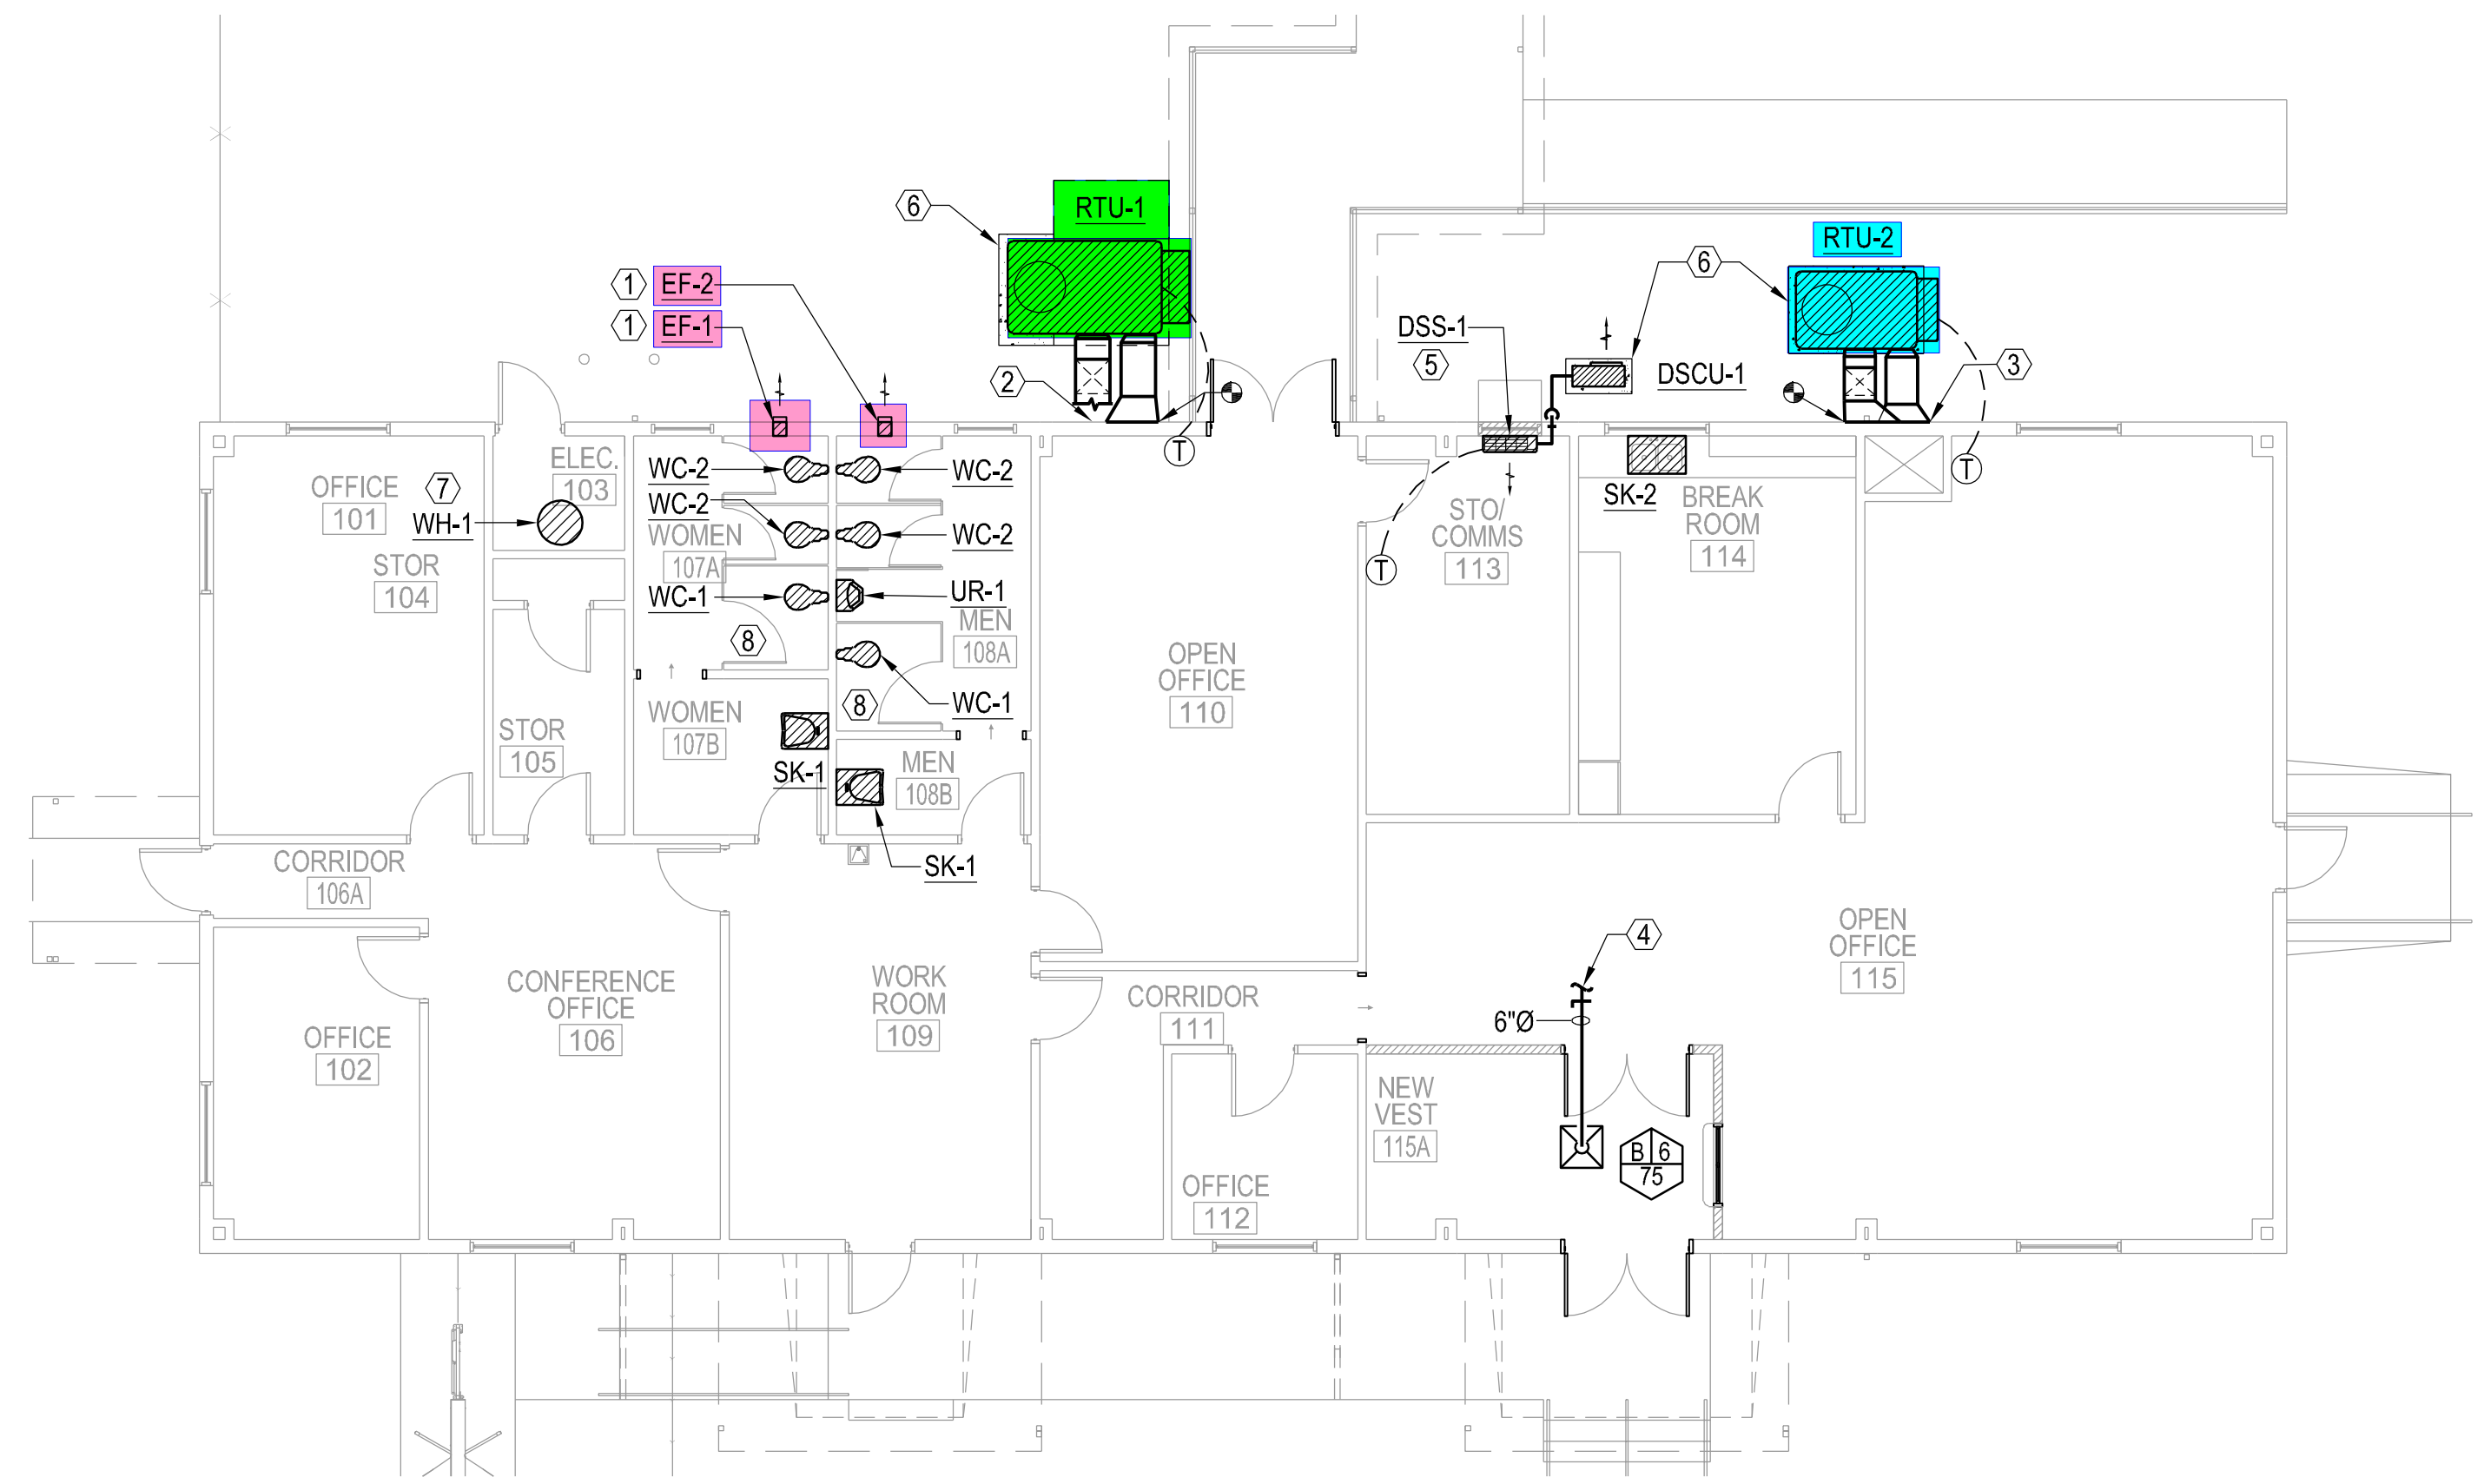 6
RTU-1
RTU-2
1
EF-2
1
EF-1
6
DSS-1
5
DSCU-1
2
3
T
T
T
ELEC.
103
OFFICE
101
7
WH-1
STOR
104
WC-2
WC-2
WOMEN
107A
WC-1
8
WC-2
WC-2
UR-1
MEN
108A
8
WC-1
STO/
COMMS
113
SK-2
BREAK
ROOM
114
OPEN
OFFICE
110
STOR
105
WOMEN
107B
SK-1
MEN
108B
SK-1
CORRIDOR
106A
CONFERENCE
OFFICE
106
OFFICE
102
WORK
ROOM
109
CORRIDOR
111
4
6"Ø
OPEN
OFFICE
115
NEW
VEST
115A
B 6
75
OFFICE
112